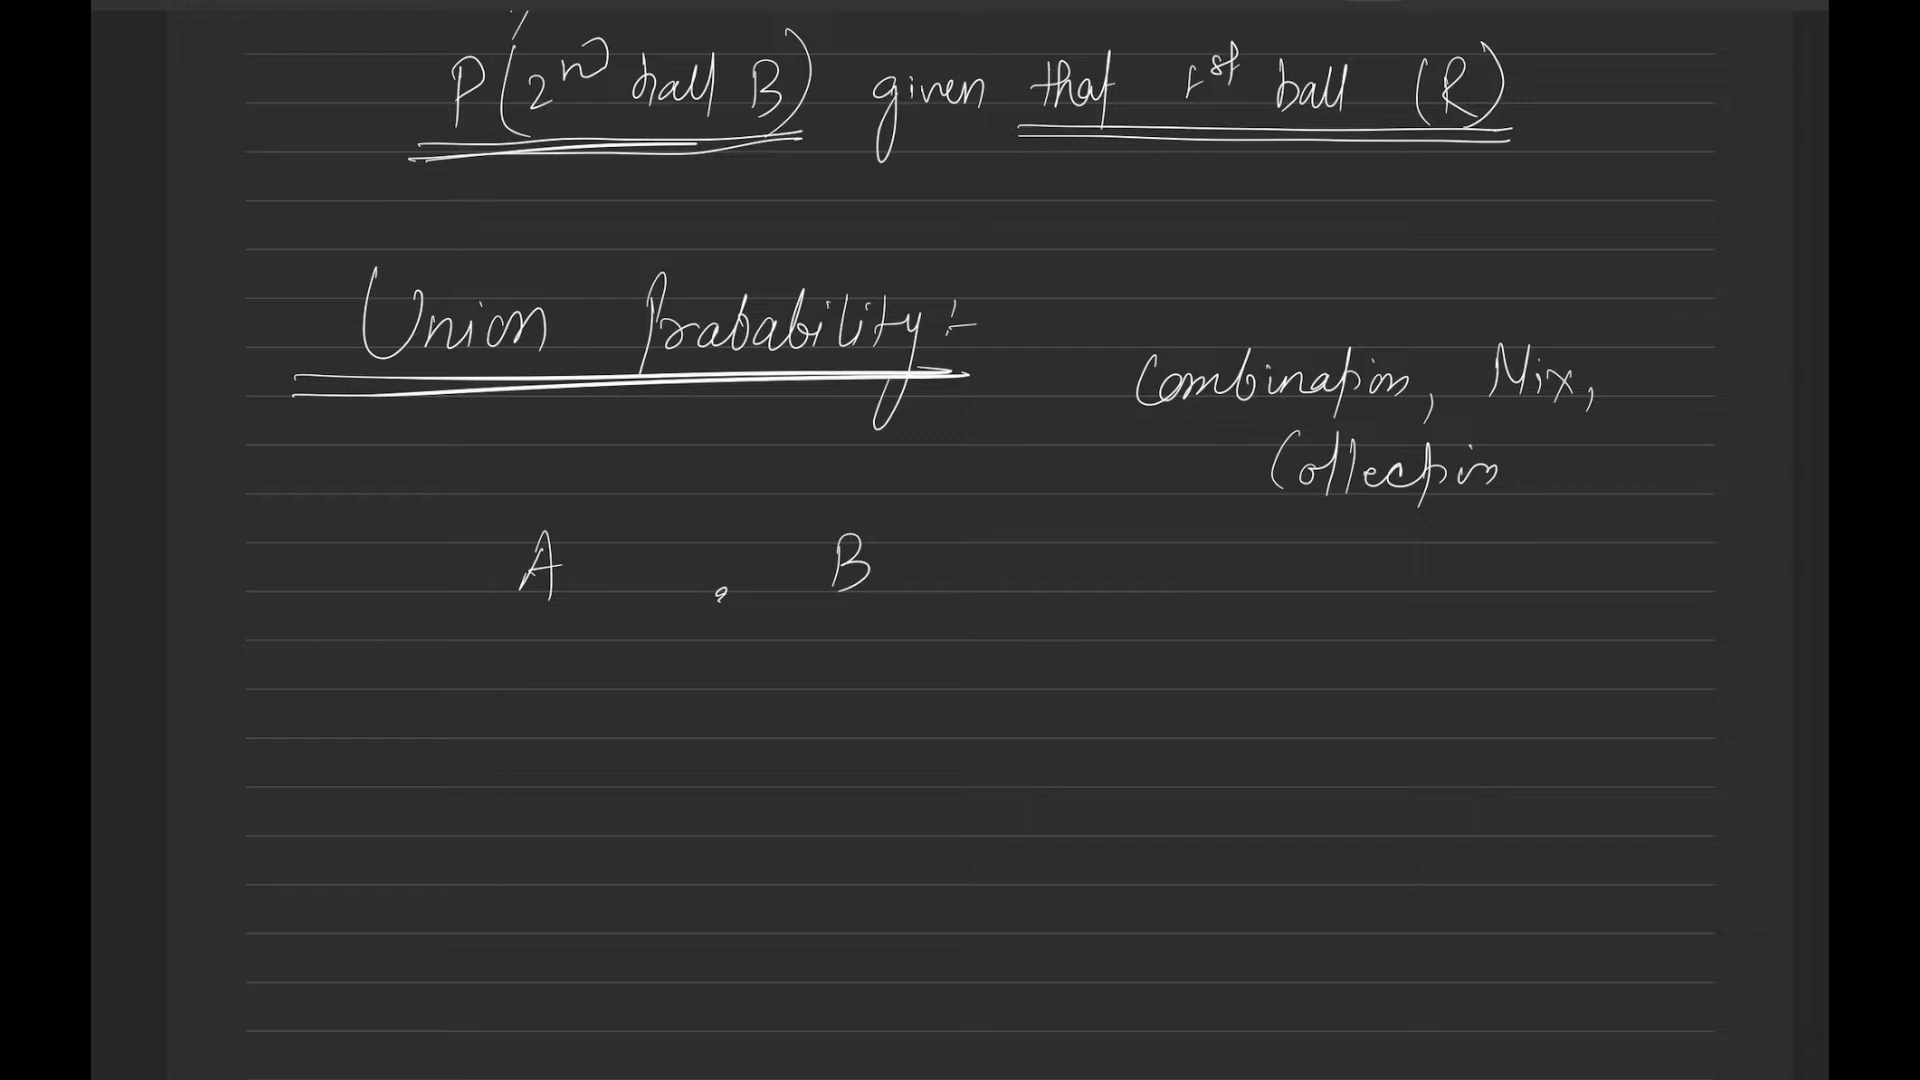 P(2nd ball B) given that 1st ball (R)
Union Probability :-
Combination, Mix,
Collection
A , B